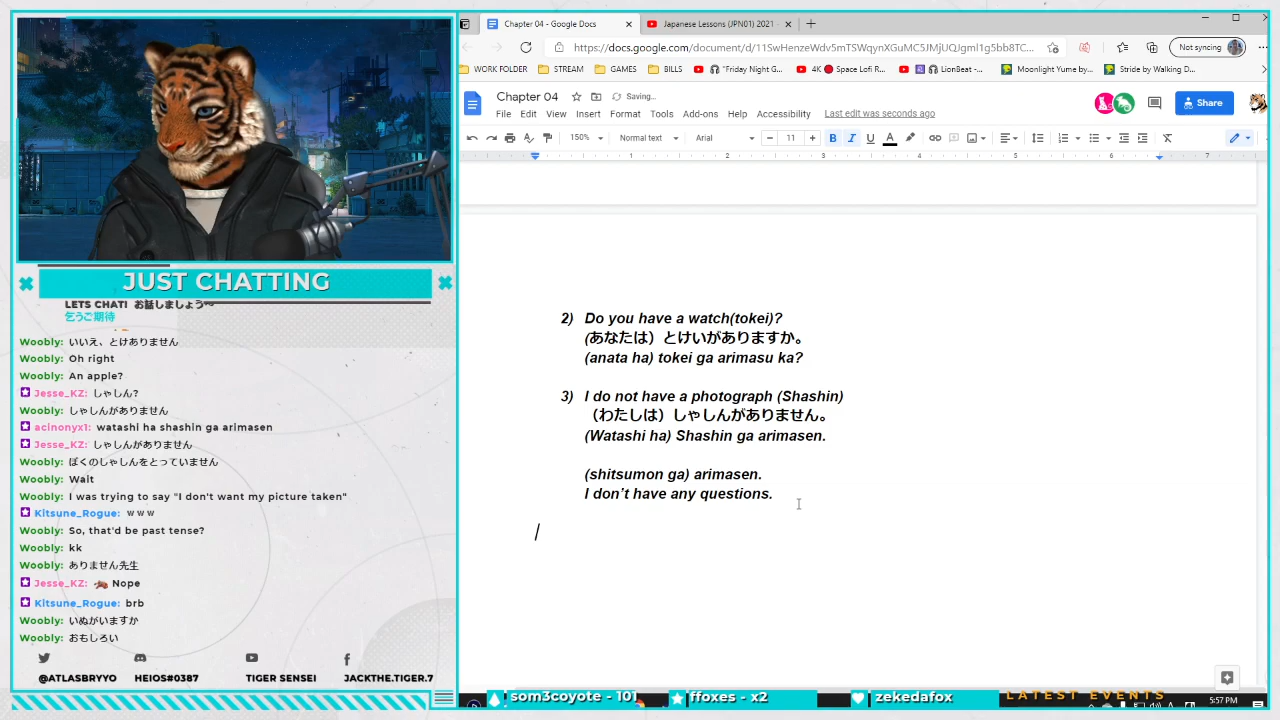 JUST CHATTING
LETS CHAT! お話しましょう〜
乞うご期待
Woobly: いいえ、とけありません
Woobly: Oh right
Woobly: An apple?
Jesse_KZ: しゃしん?
Woobly: しゃしんがありません
acinonyx1: watashi ha shashin ga arimasen
Jesse_KZ: しゃしんがありません
Woobly: ぼくのしゃしんをとっていません
Woobly: Wait
Woobly: I was trying to say "I don't want my picture taken"
Kitsune_Rogue: w w w
Woobly: So, that'd be past tense?
Woobly: kk
Woobly: ありません先生
Jesse_KZ: Nope
Kitsune_Rogue: brb
Woobly: いぬがいますか
Woobly: おもしろい
@ATLASBRYYO HEIOS#0387 TIGER SENSEI JACKTHE.TIGER.7
Chapter 04 - Google Docs
Japanese Lessons (JPN01) 2021 -
https://docs.google.com/document/d/11SwHenzeWdv5mTSWqynXGuMC5JMjUQJgml1g5bb8TC...
Not syncing
WORK FOLDER STREAM GAMES BILLS "Friday Night G... 4K Space Lofi R... LionBeat -... Moonlight Yume by... Stride by Walking D...
Chapter 04 Saving...
File Edit View Insert Format Tools Add-ons Help Accessibility Last edit was seconds ago
Share
150% Normal text Arial 11 B I U A
1 2 3 4 5 6 7
2) Do you have a watch(tokei)?
(あなたは）とけいがありますか。
(anata ha) tokei ga arimasu ka?
3) I do not have a photograph (Shashin)
（わたしは）しゃしんがありません。
(Watashi ha) Shashin ga arimasen.
(shitsumon ga) arimasen.
I don't have any questions.
som3coyote - 101 ffoxes - x2 zekedafox LATEST EVENTS
5:57 PM